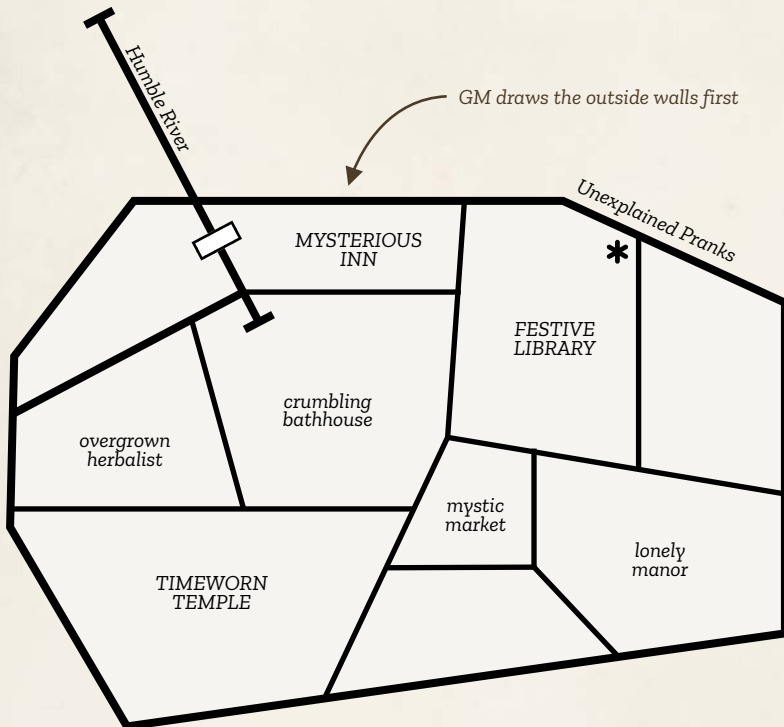 Humble River
GM draws the outside walls first
Unexplained Pranks
MYSTERIOUS
INN
*
FESTIVE
LIBRARY
crumbling
bathhouse
overgrown
herbalist
mystic
market
lonely
manor
TIMEWORN
TEMPLE